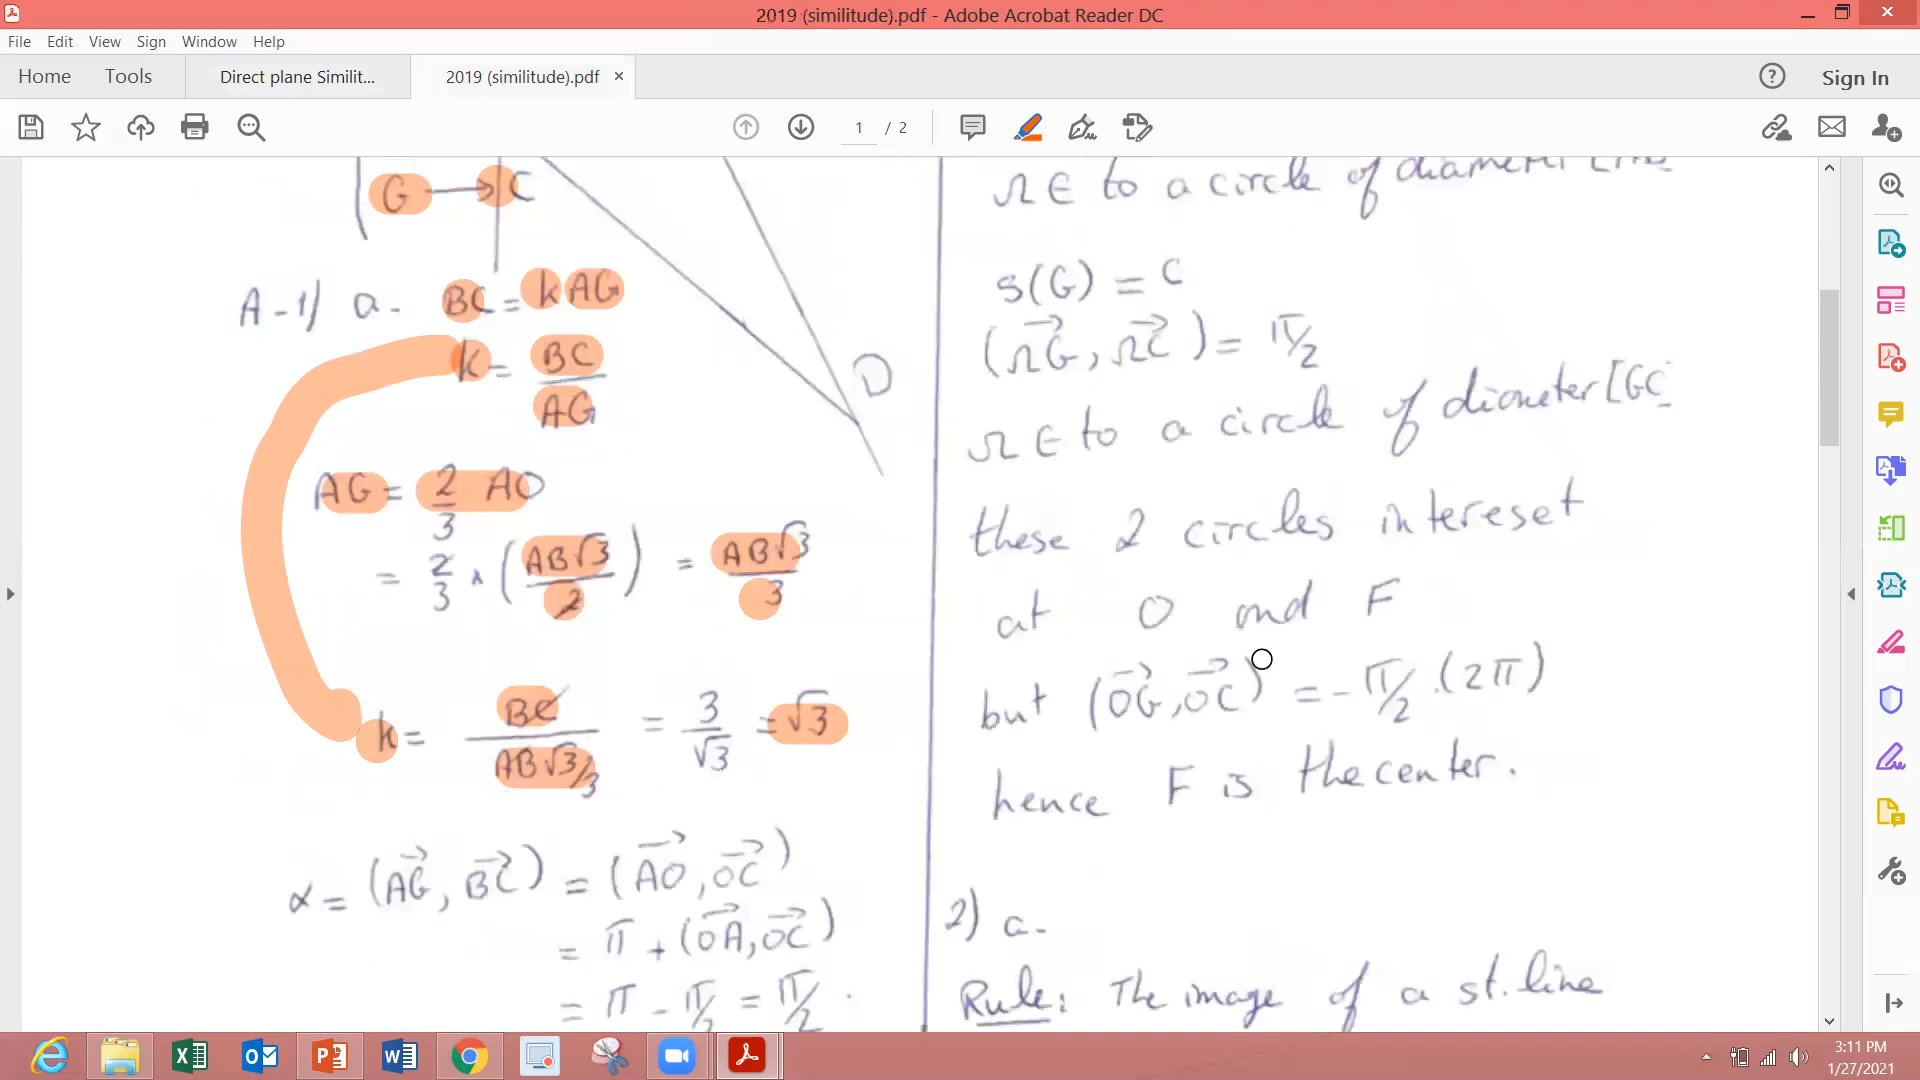 2019 (similitude).pdf - Adobe Acrobat Reader DC
File Edit View Sign Window Help
Home Tools Direct plane Similit... 2019 (similitude).pdf × Sign In
1 / 2
G → C
A-1) a- BC = k AG
k = BC / AG
D
AG = 2/3 AO
= 2/3 × (AB√3 / 2) = AB√3 / 3
k = BC / (AB√3/3) = 3/√3 = √3
α = (AG, BC) = (AO, OC)
= π + (OA, OC)
= π - π/2 = π/2 .
Ω ∈ to a circle of diameter
s(G) = C
(ΩG, ΩC) = π/2
Ω ∈ to a circle of diameter [GC
these 2 circles intereset
at O and F
but (OG, OC) = -π/2 . (2π)
hence F is the center.
2) a.
Rule: The image of a st. line
3:11 PM
1/27/2021